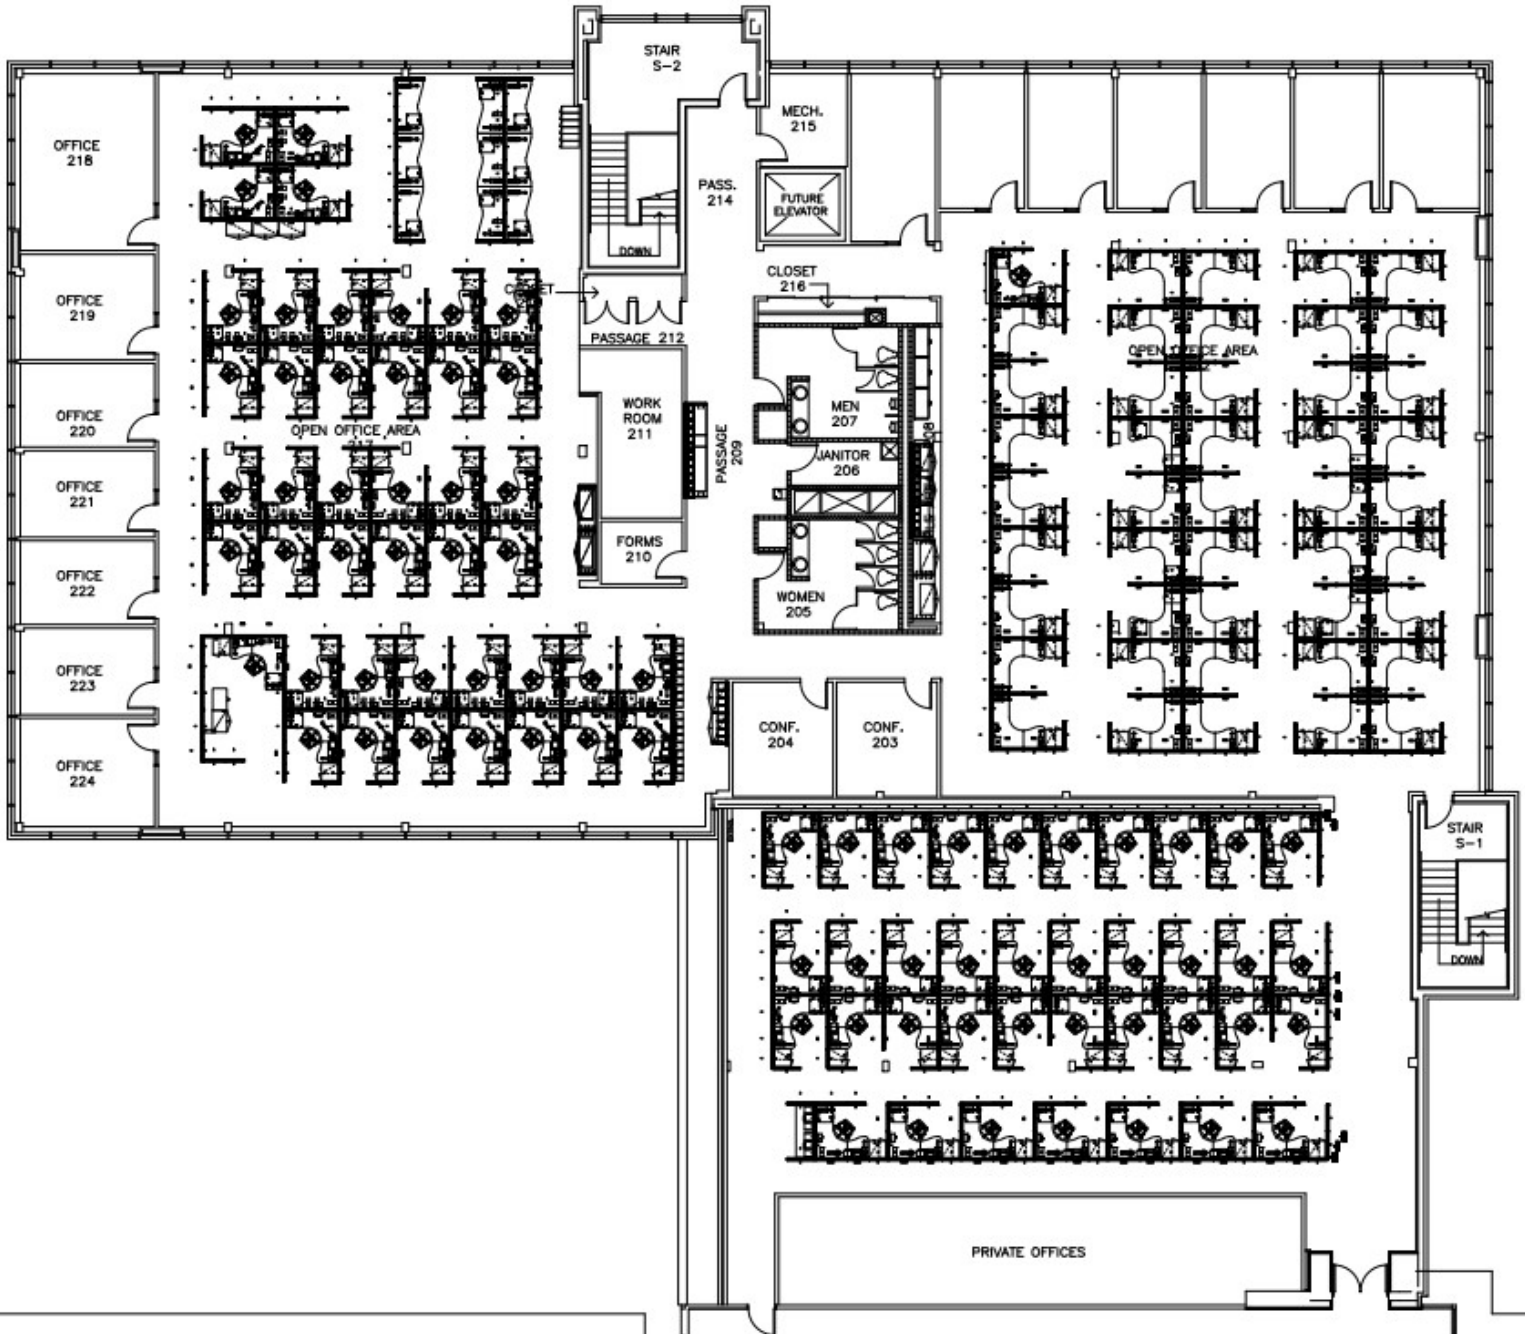 STAIR
S-2
MECH.
215
OFFICE
218
PASS.
214
FUTURE
ELEVATOR
DOWN
CLOSET
216
OFFICE
219
PASSAGE 212
OPEN OFFICE AREA
WORK
ROOM
211
MEN
207
OFFICE
220
OPEN OFFICE AREA
217
PASSAGE
209
JANITOR
206
OFFICE
221
FORMS
210
OFFICE
222
WOMEN
205
OFFICE
223
CONF.
204
CONF.
203
OFFICE
224
STAIR
S-1
DOWN
PRIVATE OFFICES